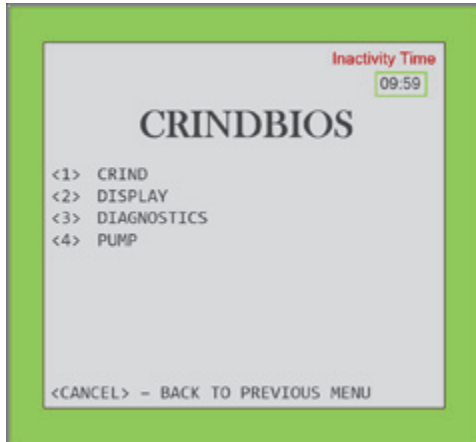 Inactivity Time
09:59
CRINDBIOS
<1> CRIND
<2> DISPLAY
<3> DIAGNOSTICS
<4> PUMP
<CANCEL> – BACK TO PREVIOUS MENU